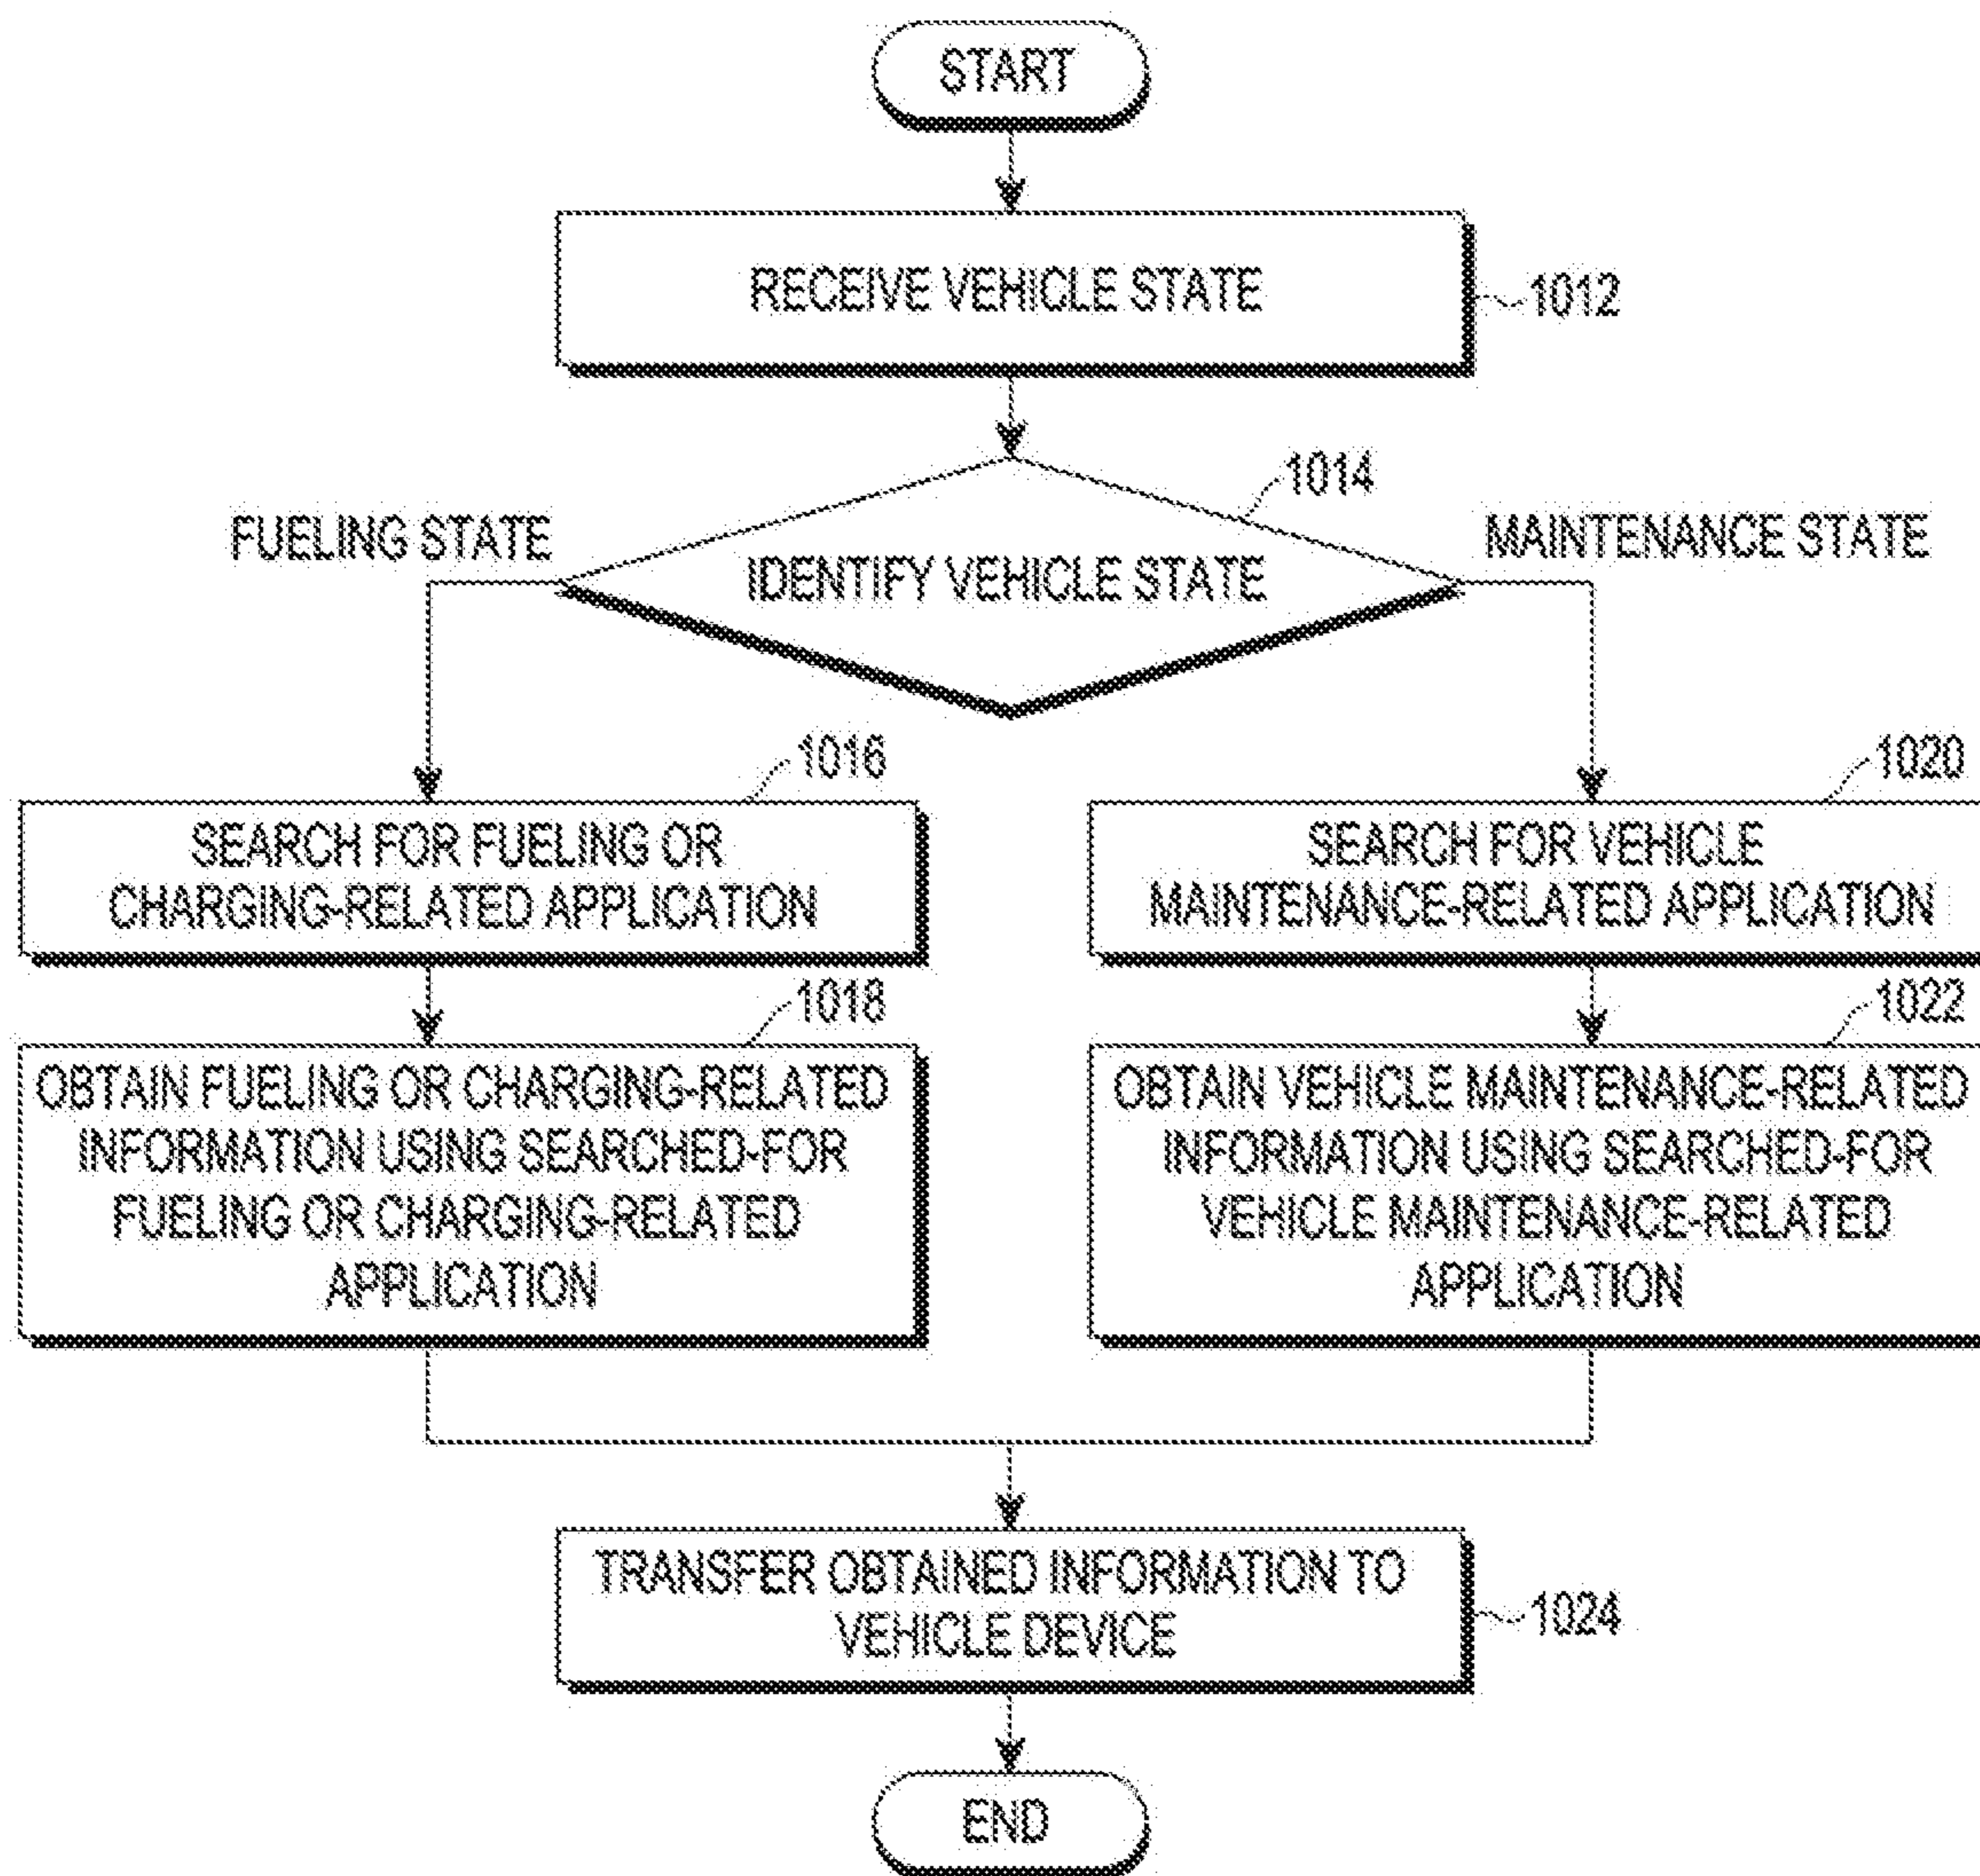 START
RECEIVE VEHICLE STATE
1012
1014
FUELING STATE
IDENTIFY VEHICLE STATE
MAINTENANCE STATE
1016
SEARCH FOR FUELING OR
CHARGING-RELATED APPLICATION
1018
OBTAIN FUELING OR CHARGING-RELATED
INFORMATION USING SEARCHED-FOR
FUELING OR CHARGING-RELATED
APPLICATION
1020
SEARCH FOR VEHICLE
MAINTENANCE-RELATED APPLICATION
1022
OBTAIN VEHICLE MAINTENANCE-RELATED
INFORMATION USING SEARCHED-FOR
VEHICLE MAINTENANCE-RELATED
APPLICATION
TRANSFER OBTAINED INFORMATION TO
VEHICLE DEVICE
1024
END